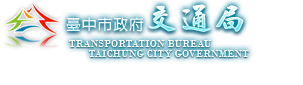 臺中市政府 交通局
TRANSPORTATION BUREAU
TAICHUNG CITY GOVERNMENT